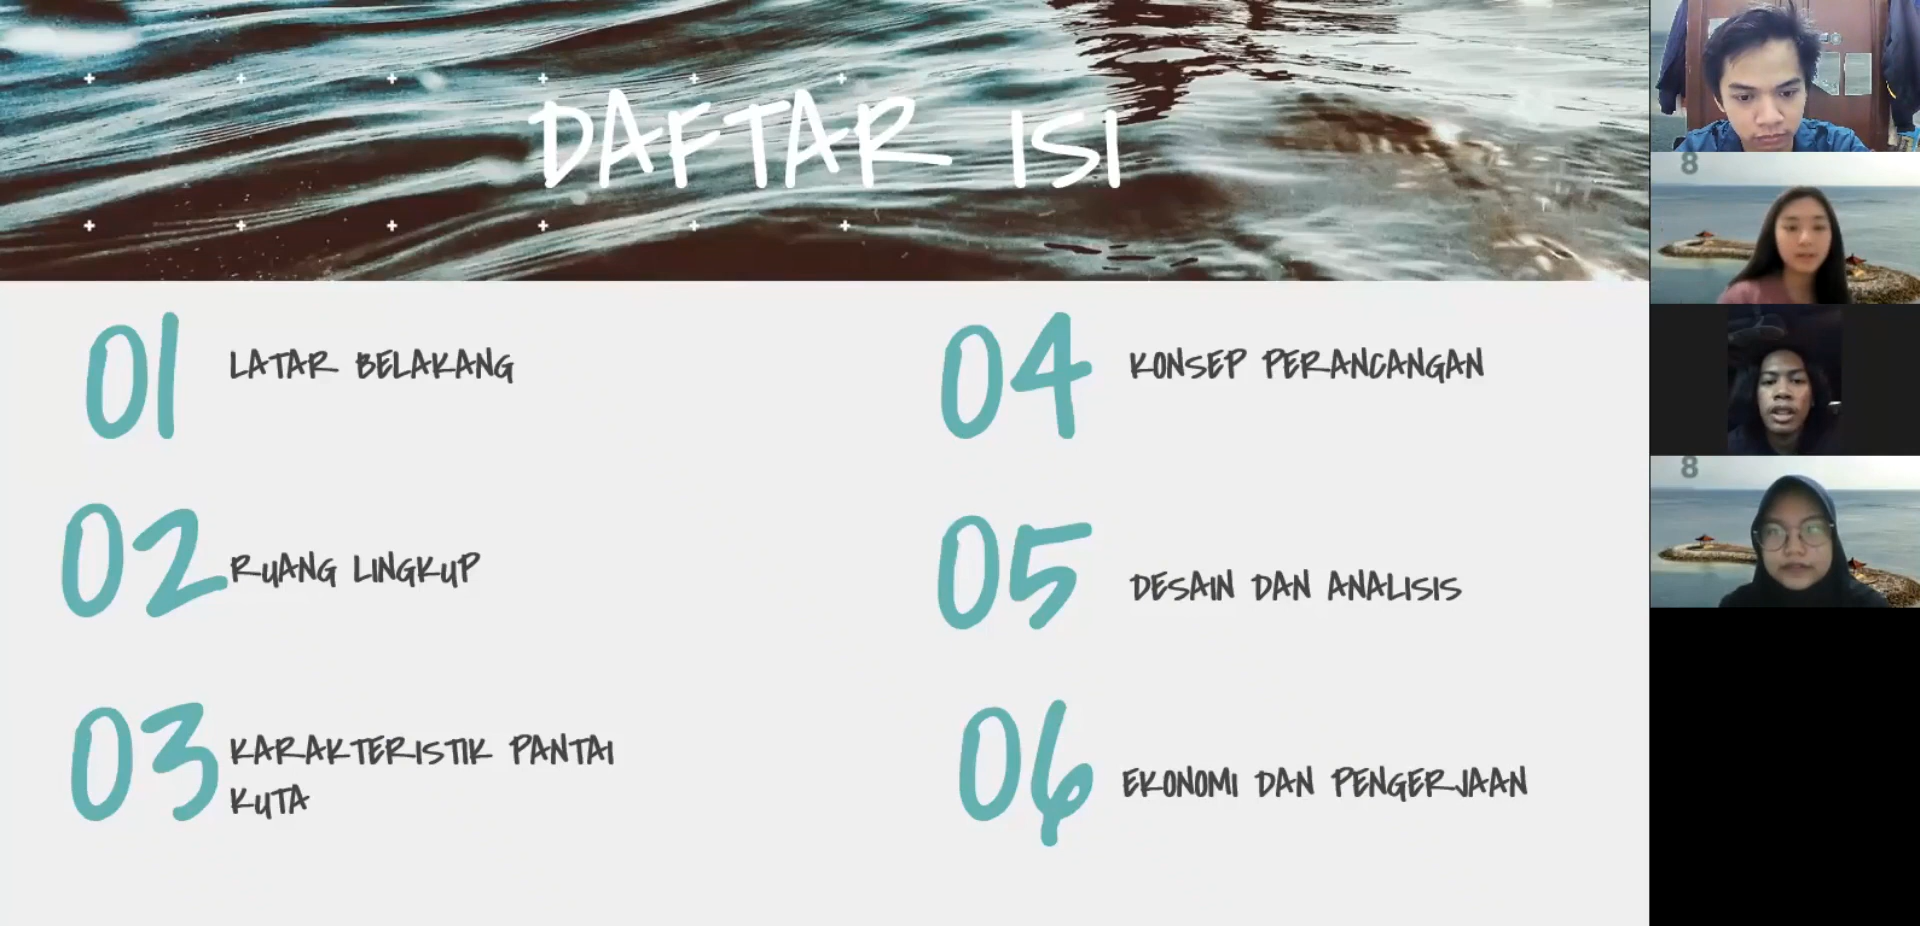 DAFTAR ISI
01 LATAR BELAKANG
02 RUANG LINGKUP
03 KARAKTERISTIK PANTAI
KUTA
04 KONSEP PERANCANGAN
05 DESAIN DAN ANALISIS
06 EKONOMI DAN PENGERJAAN
8
8